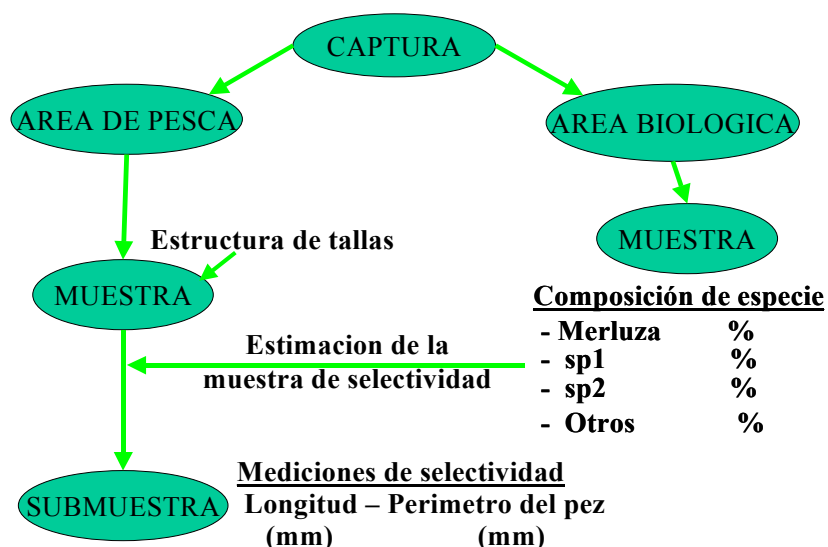 CAPTURA
AREA DE PESCA
AREA BIOLOGICA
Estructura de tallas
MUESTRA
MUESTRA
Composición de especie
- Merluza %
- sp1 %
- sp2 %
- Otros %
Estimacion de la
muestra de selectividad
SUBMUESTRA
Mediciones de selectividad
Longitud – Perimetro del pez
(mm) (mm)